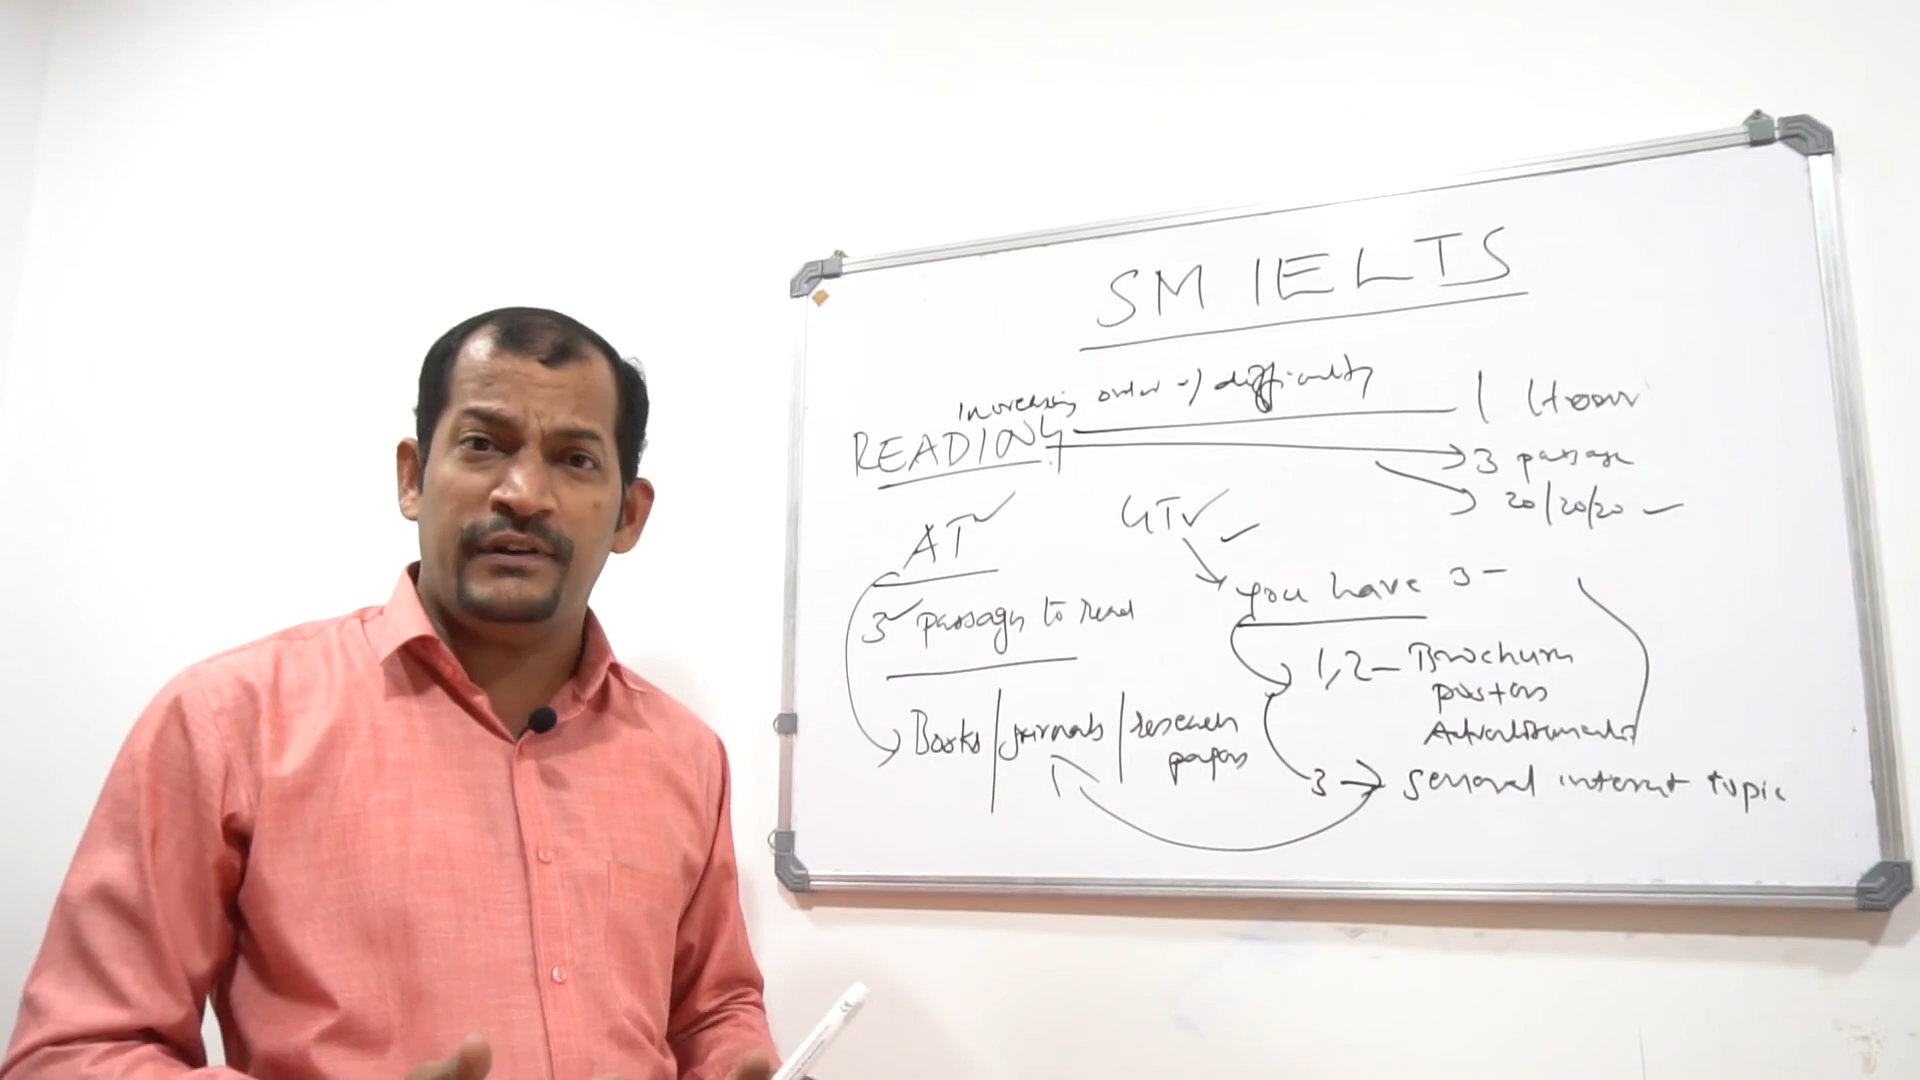 SM IELTS
Increasing order of difficulty
1 Hour
READING
3 passage
20/20/20
AT
GT
you have 3 -
3 passages to read
1,2 - Brochures
posters
Advertisements
Books / journals / research
papers
3 → general interest topic